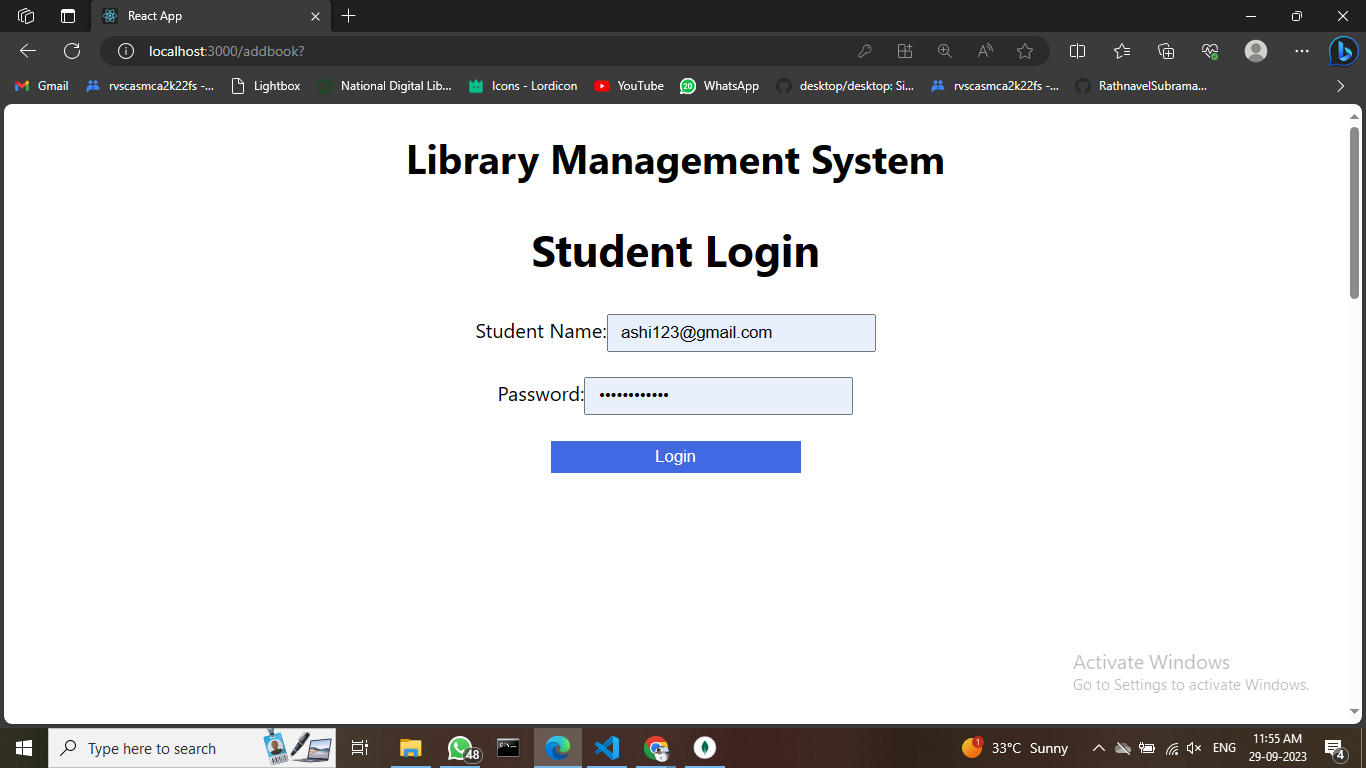 React App
localhost:3000/addbook?
Gmail
rvscasmca2k22fs -...
Lightbox
National Digital Lib...
Icons - Lordicon
YouTube
20
WhatsApp
desktop/desktop: Si...
rvscasmca2k22fs -...
RathnavelSubrama...
Library Management System
Student Login
Student Name:
ashi123@gmail.com
Password:
••••••••••••
Login
Activate Windows
Go to Settings to activate Windows.
Type here to search
48
1
33°C Sunny
ENG
11:55 AM
29-09-2023
4